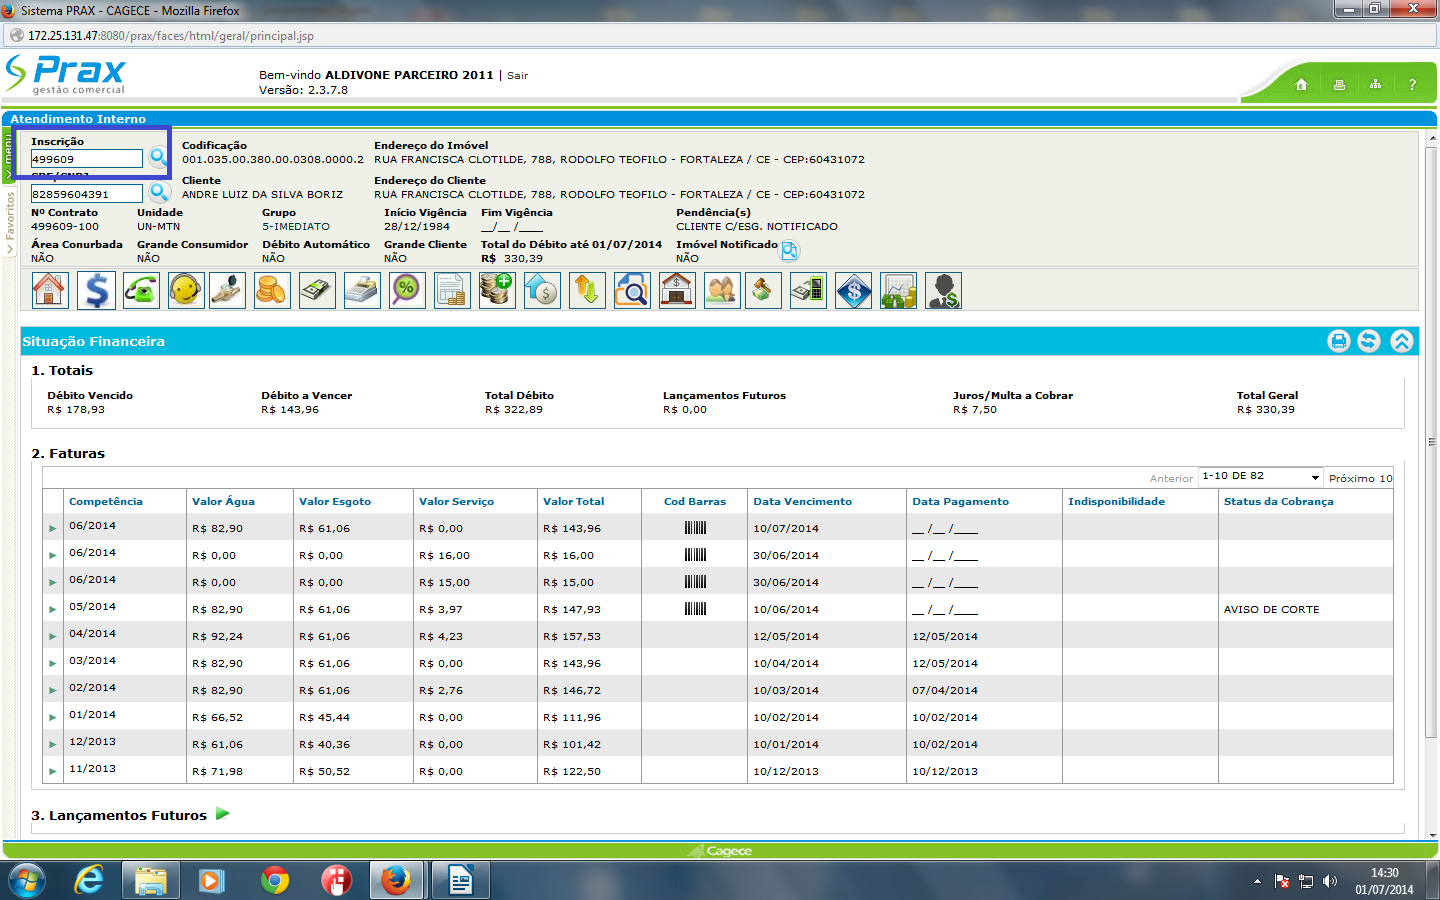 Sistema PRAX - CAGECE - Mozilla Firefox
172.25.131.47:8080/prax/faces/html/geral/principal.jsp
Prax
gestão comercial
Bem-vindo ALDIVONE PARCEIRO 2011 | Sair
Versão: 2.3.7.8
?
Atendimento Interno
menu
Favoritos
Inscrição Codificação Endereço do Imóvel
499609 001.035.00.380.00.0308.0000.2 RUA FRANCISCA CLOTILDE, 788, RODOLFO TEOFILO - FORTALEZA / CE - CEP:60431072
CPF/CNPJ Cliente Endereço do Cliente
82859604391 ANDRE LUIZ DA SILVA BORIZ RUA FRANCISCA CLOTILDE, 788, RODOLFO TEOFILO - FORTALEZA / CE - CEP:60431072
Nº Contrato Unidade Grupo Início Vigência Fim Vigência Pendência(s)
499609-100 UN-MTN 5-IMEDIATO 28/12/1984 __/__ /____ CLIENTE C/ESG. NOTIFICADO
Área Conurbada Grande Consumidor Débito Automático Grande Cliente Total do Débito até 01/07/2014 Imóvel Notificado
NÃO NÃO NÃO NÃO R$ 330,39 NÃO
Situação Financeira
1. Totais
Débito Vencido Débito a Vencer Total Débito Lançamentos Futuros Juros/Multa a Cobrar Total Geral
R$ 178,93 R$ 143,96 R$ 322,89 R$ 0,00 R$ 7,50 R$ 330,39
2. Faturas
Anterior 1-10 DE 82 Próximo 10
Competência Valor Água Valor Esgoto Valor Serviço Valor Total Cod Barras Data Vencimento Data Pagamento Indisponibilidade Status da Cobrança
06/2014 R$ 82,90 R$ 61,06 R$ 0,00 R$ 143,96 10/07/2014 __ /__ /____
06/2014 R$ 0,00 R$ 0,00 R$ 16,00 R$ 16,00 30/06/2014 __ /__ /____
06/2014 R$ 0,00 R$ 0,00 R$ 15,00 R$ 15,00 30/06/2014 __ /__ /____
05/2014 R$ 82,90 R$ 61,06 R$ 3,97 R$ 147,93 10/06/2014 __ /__ /____ AVISO DE CORTE
04/2014 R$ 92,24 R$ 61,06 R$ 4,23 R$ 157,53 12/05/2014 12/05/2014
03/2014 R$ 82,90 R$ 61,06 R$ 0,00 R$ 143,96 10/04/2014 12/05/2014
02/2014 R$ 82,90 R$ 61,06 R$ 2,76 R$ 146,72 10/03/2014 07/04/2014
01/2014 R$ 66,52 R$ 45,44 R$ 0,00 R$ 111,96 10/02/2014 10/02/2014
12/2013 R$ 61,06 R$ 40,36 R$ 0,00 R$ 101,42 10/01/2014 10/02/2014
11/2013 R$ 71,98 R$ 50,52 R$ 0,00 R$ 122,50 10/12/2013 10/12/2013
3. Lançamentos Futuros
Cagece
14:30
01/07/2014